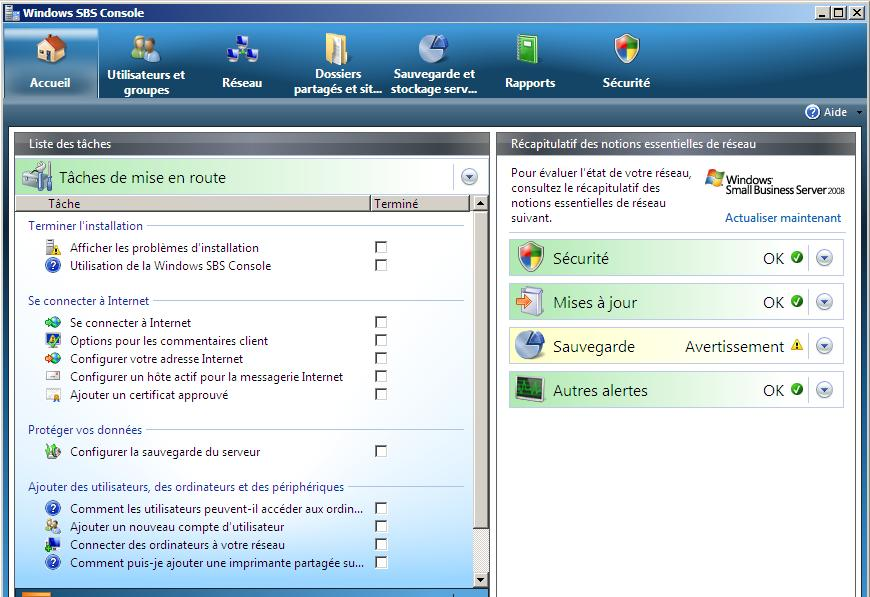 Windows SBS Console
Accueil
Utilisateurs et
groupes
Réseau
Dossiers
partagés et sit...
Sauvegarde et
stockage serv...
Rapports
Sécurité
Aide
Liste des tâches
Tâches de mise en route
Tâche Terminé
Terminer l'installation
Afficher les problèmes d'installation
Utilisation de la Windows SBS Console
Se connecter à Internet
Se connecter à Internet
Options pour les commentaires client
Configurer votre adresse Internet
Configurer un hôte actif pour la messagerie Internet
Ajouter un certificat approuvé
Protéger vos données
Configurer la sauvegarde du serveur
Ajouter des utilisateurs, des ordinateurs et des périphériques
Comment les utilisateurs peuvent-il accéder aux ordin...
Ajouter un nouveau compte d'utilisateur
Connecter des ordinateurs à votre réseau
Comment puis-je ajouter une imprimante partagée su...
Récapitulatif des notions essentielles de réseau
Pour évaluer l'état de votre réseau,
consultez le récapitulatif des
notions essentielles de réseau
suivant.
Windows
Small Business Server 2008
Actualiser maintenant
Sécurité OK
Mises à jour OK
Sauvegarde Avertissement
Autres alertes OK